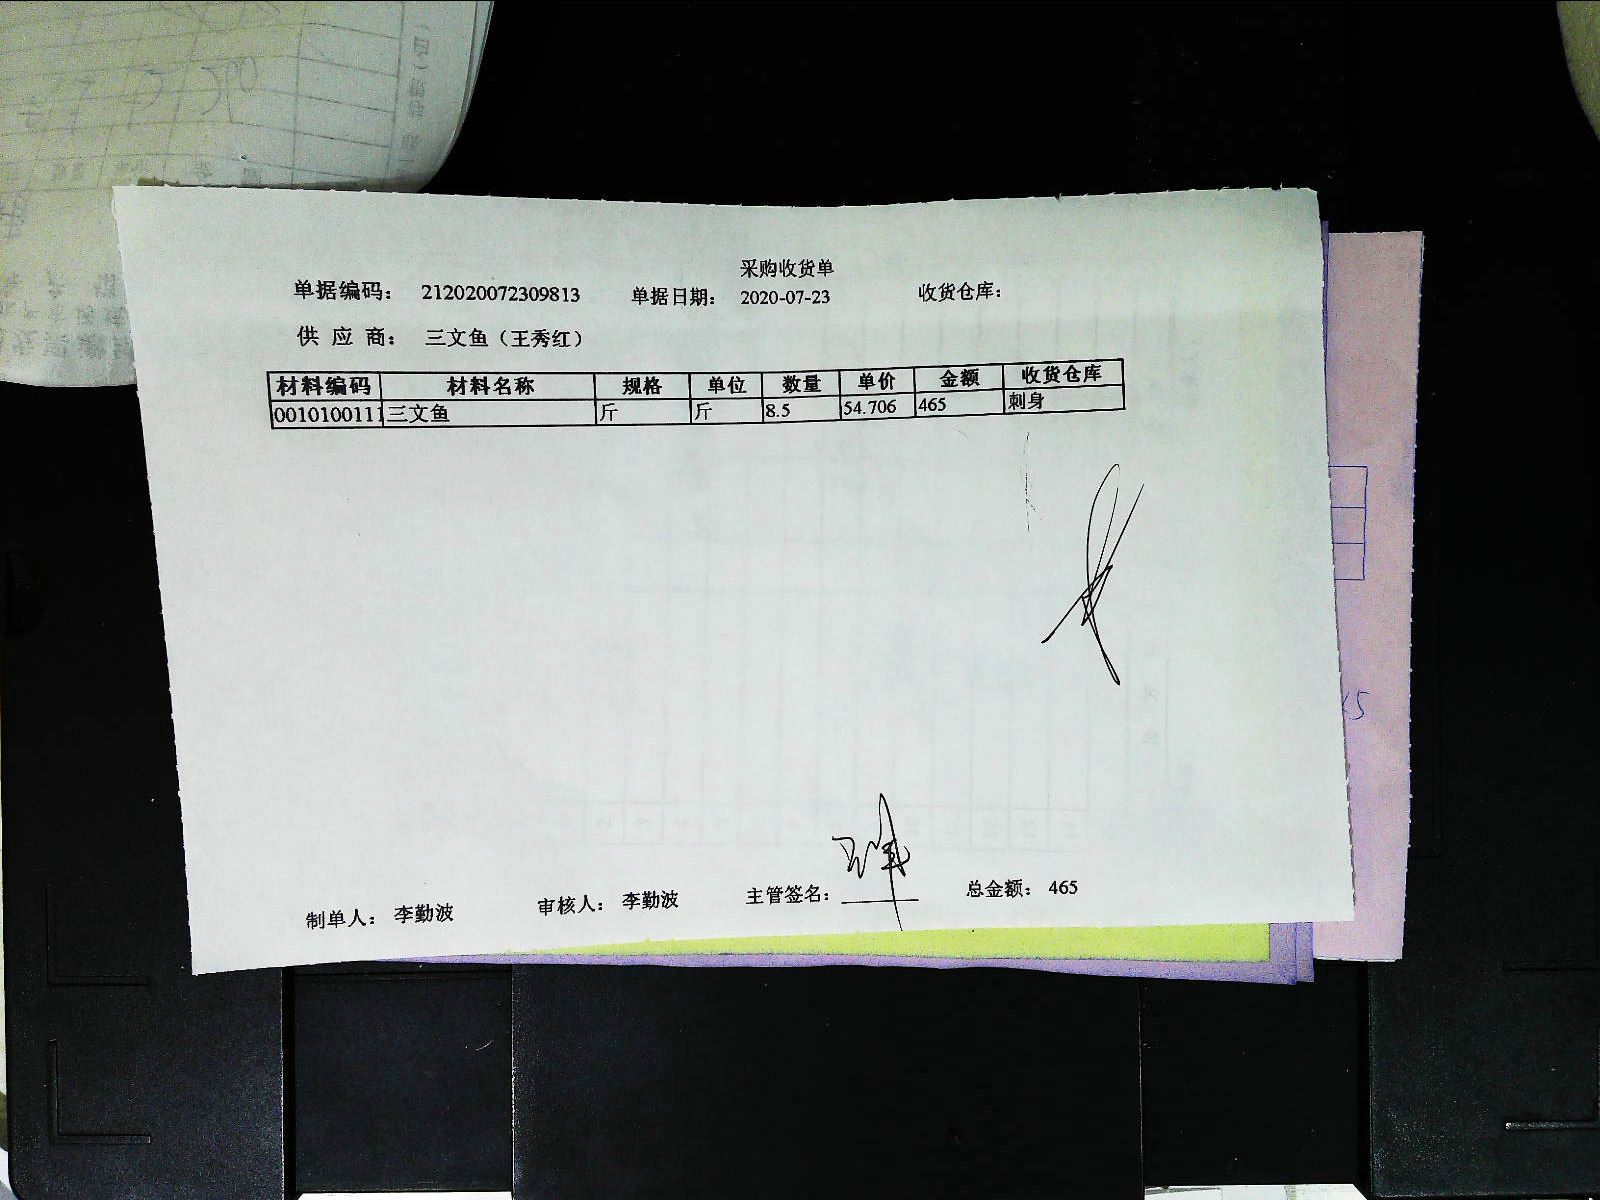 采购收货单
单据编码： 212020072309813 单据日期： 2020-07-23 收货仓库：
供 应 商： 三文鱼（王秀红）
材料编码 材料名称 规格 单位 数量 单价 金额 收货仓库
0010100111 三文鱼 斤 斤 8.5 54.706 465 刺身
制单人： 李勤波 审核人： 李勤波 主管签名： 总金额： 465